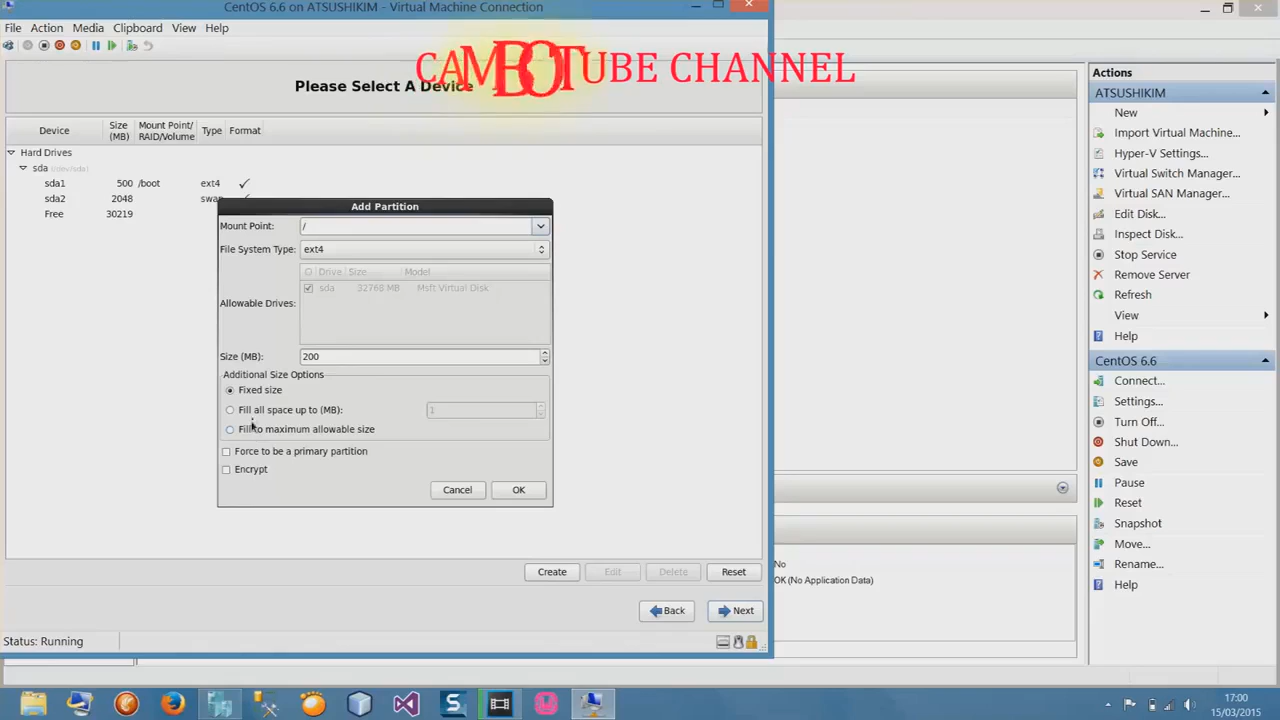 CentOS 6.6 on ATSUSHIKIM - Virtual Machine Connection
File Action Media Clipboard View Help
CAMBOTUBE CHANNEL
Please Select A Device
Device Size (MB) Mount Point/ RAID/Volume Type Format
Hard Drives
sda (/dev/sda)
sda1 500 /boot ext4
sda2 2048 swap
Free 30219
Add Partition
Mount Point: /
File System Type: ext4
Drive Size Model
sda 32768 MB Msft Virtual Disk
Allowable Drives:
Size (MB): 200
Additional Size Options
Fixed size
Fill all space up to (MB): 1
Fill to maximum allowable size
Force to be a primary partition
Encrypt
Cancel OK
Create Edit Delete Reset
Back Next
Status: Running
No
OK (No Application Data)
Actions
ATSUSHIKIM
New
Import Virtual Machine...
Hyper-V Settings...
Virtual Switch Manager...
Virtual SAN Manager...
Edit Disk...
Inspect Disk...
Stop Service
Remove Server
Refresh
View
Help
CentOS 6.6
Connect...
Settings...
Turn Off...
Shut Down...
Save
Pause
Reset
Snapshot
Move...
Rename...
Help
17:00
15/03/2015